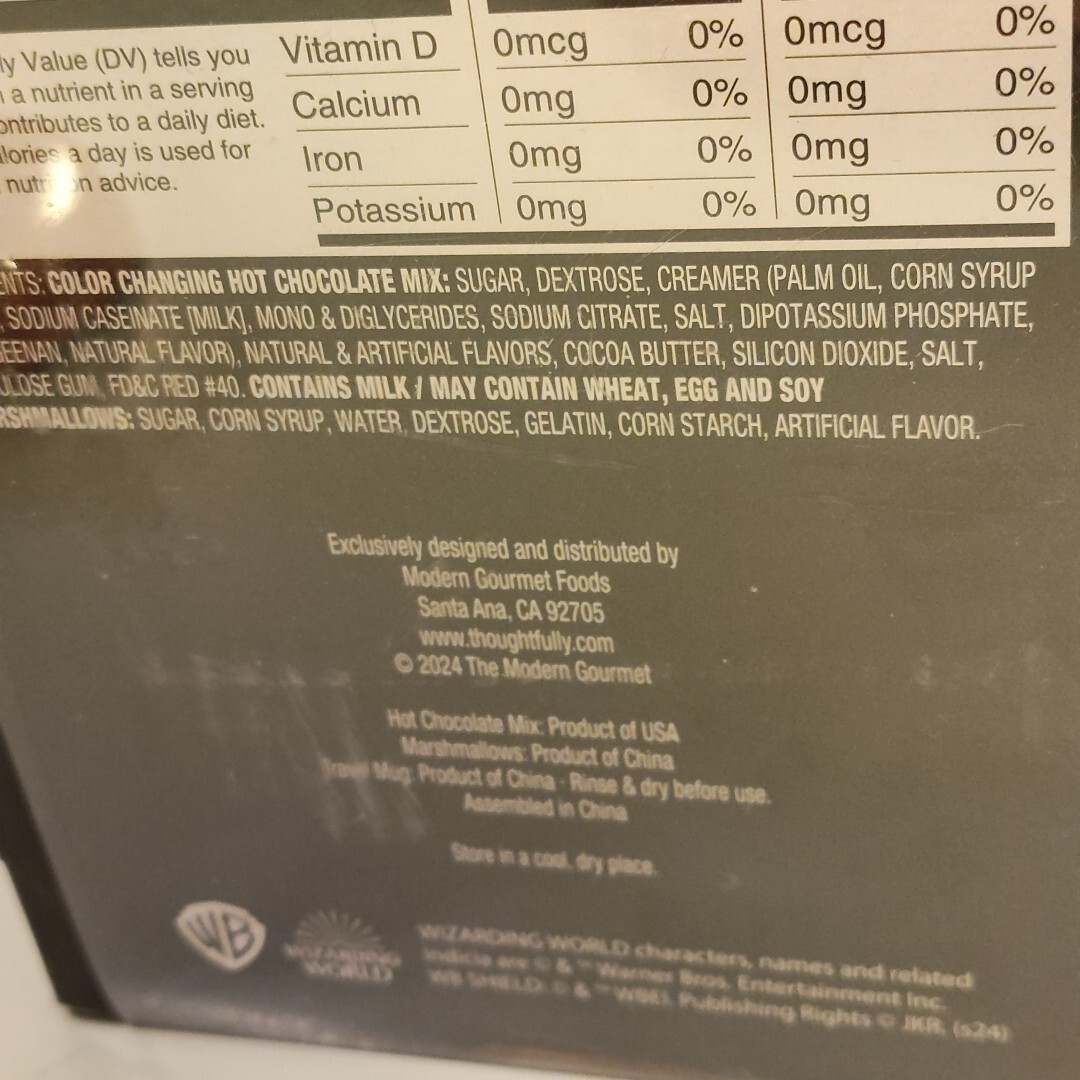 ly Value (DV) tells you
a nutrient in a serving
ontributes to a daily diet.
lories a day is used for
advice.
Vitamin D 0mcg 0% 0mcg 0%
Calcium 0mg 0% 0mg 0%
Iron 0mg 0% 0mg 0%
Potassium 0mg 0% 0mg 0%
ENTS: COLOR CHANGING HOT CHOCOLATE MIX: SUGAR, DEXTROSE, CREAMER (PALM OIL, CORN SYRUP
, SODIUM CASEINATE [MILK], MONO & DIGLYCERIDES, SODIUM CITRATE, SALT, DIPOTASSIUM PHOSPHATE,
EENAN, NATURAL FLAVOR), NATURAL & ARTIFICIAL FLAVORS, COCOA BUTTER, SILICON DIOXIDE, SALT,
ULOSE GUM, FD&C RED #40. CONTAINS MILK / MAY CONTAIN WHEAT, EGG AND SOY
RSHMALLOWS: SUGAR, CORN SYRUP, WATER, DEXTROSE, GELATIN, CORN STARCH, ARTIFICIAL FLAVOR.
Exclusively designed and distributed by
Modern Gourmet Foods
Santa Ana, CA 92705
www.thoughtfully.com
© 2024 The Modern Gourmet
Hot Chocolate Mix: Product of USA
Marshmallows: Product of China
Travel Mug: Product of China · Rinse & dry before use.
Assembled in China
Store in a cool, dry place.
WB
WIZARDING
WORLD
WIZARDING WORLD characters, names and related
indicia are © & ™ Warner Bros. Entertainment Inc.
WB SHIELD: © & ™ WBEI. Publishing Rights © JKR. (s24)